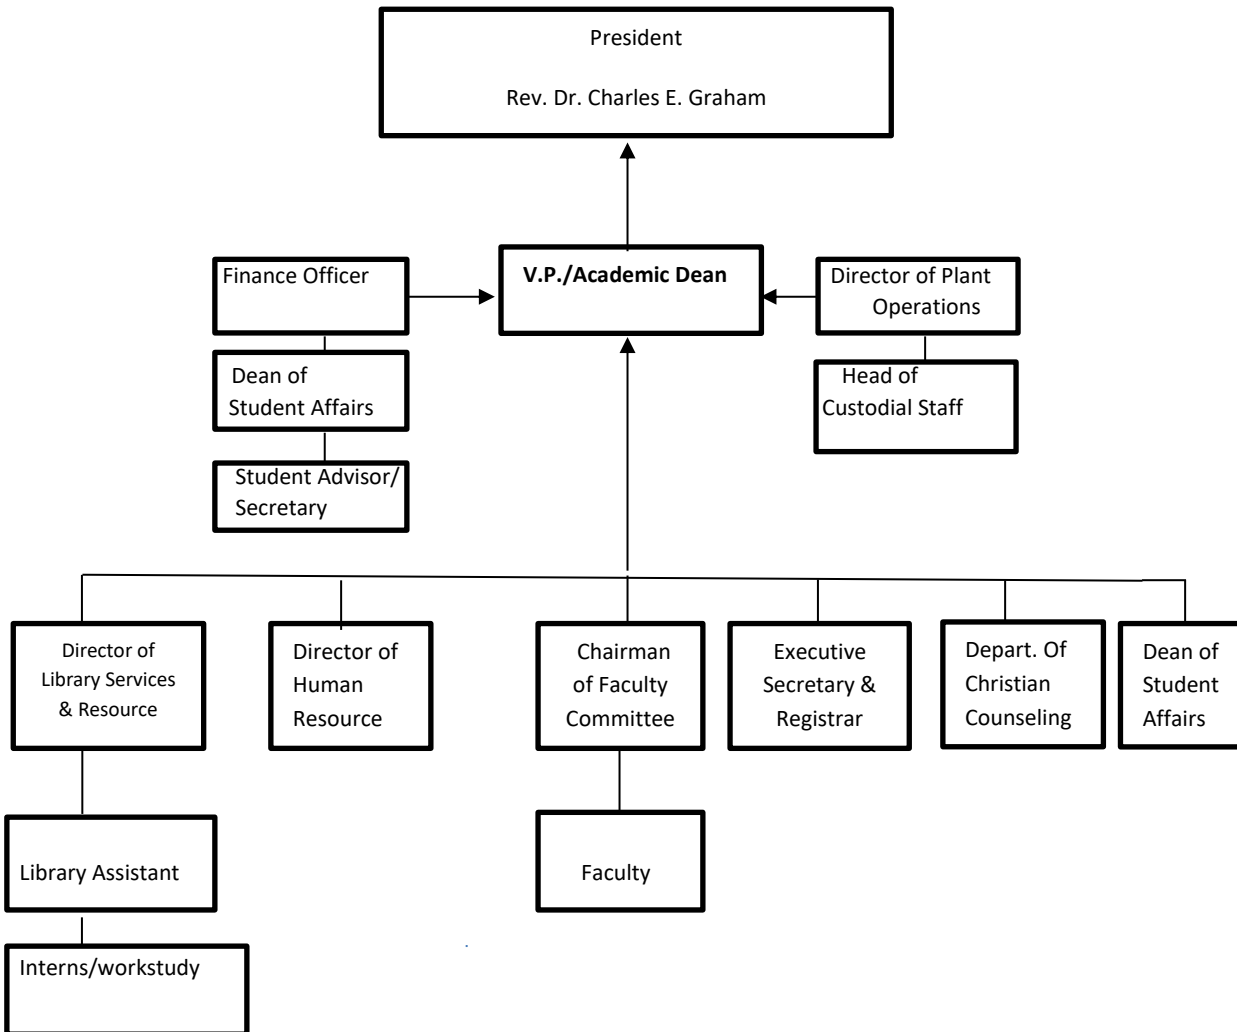 President
Rev. Dr. Charles E. Graham
Finance Officer
V.P./Academic Dean
Director of Plant
Operations
Dean of
Student Affairs
Head of
Custodial Staff
Student Advisor/
Secretary
Director of
Library Services
& Resource
Director of
Human
Resource
Chairman
of Faculty
Committee
Executive
Secretary &
Registrar
Depart. Of
Christian
Counseling
Dean of
Student
Affairs
Library Assistant
Faculty
Interns/workstudy